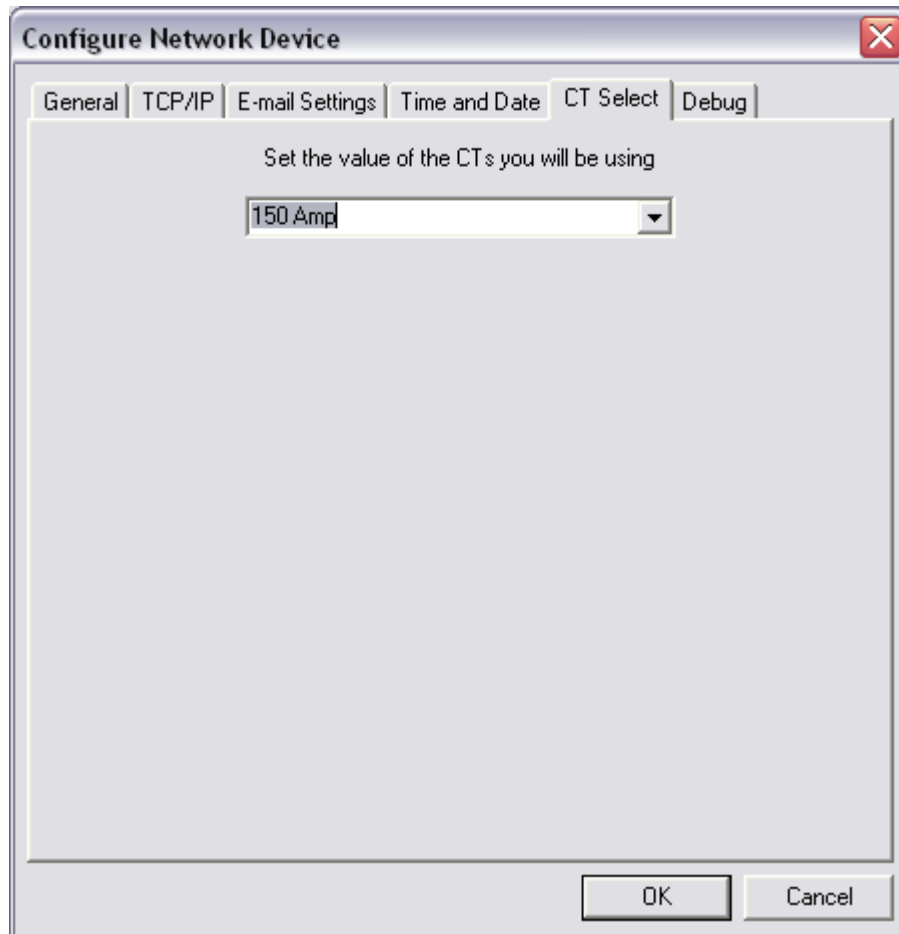 Configure Network Device
General TCP/IP E-mail Settings Time and Date CT Select Debug
Set the value of the CTs you will be using
150 Amp
OK Cancel